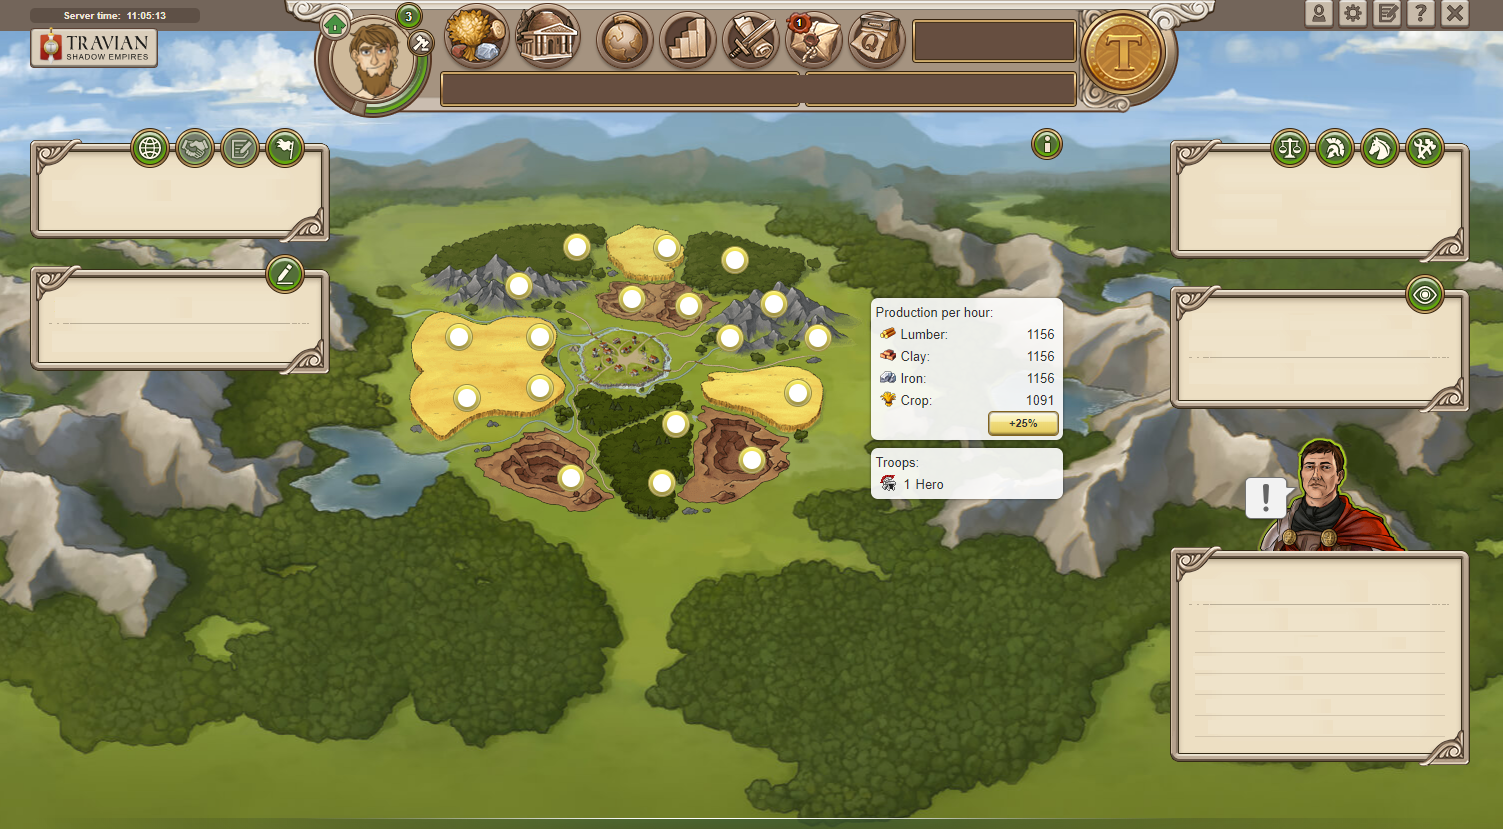 Server time: 11:05:13
TRAVIAN
SHADOW EMPIRES
3
1
Q
T
i
?
Production per hour:
Lumber: 1156
Clay: 1156
Iron: 1156
Crop: 1091
+25%
Troops:
1 Hero
!